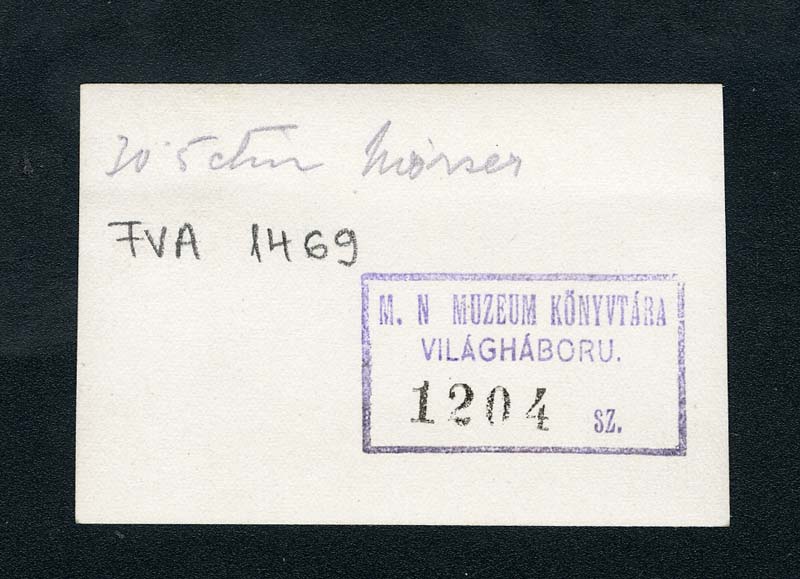 30·5 ctm Mörser
FVA 1469
M. N MUZEUM KÖNYVTÁRA
VILÁGHÁBORU.
1204 SZ.